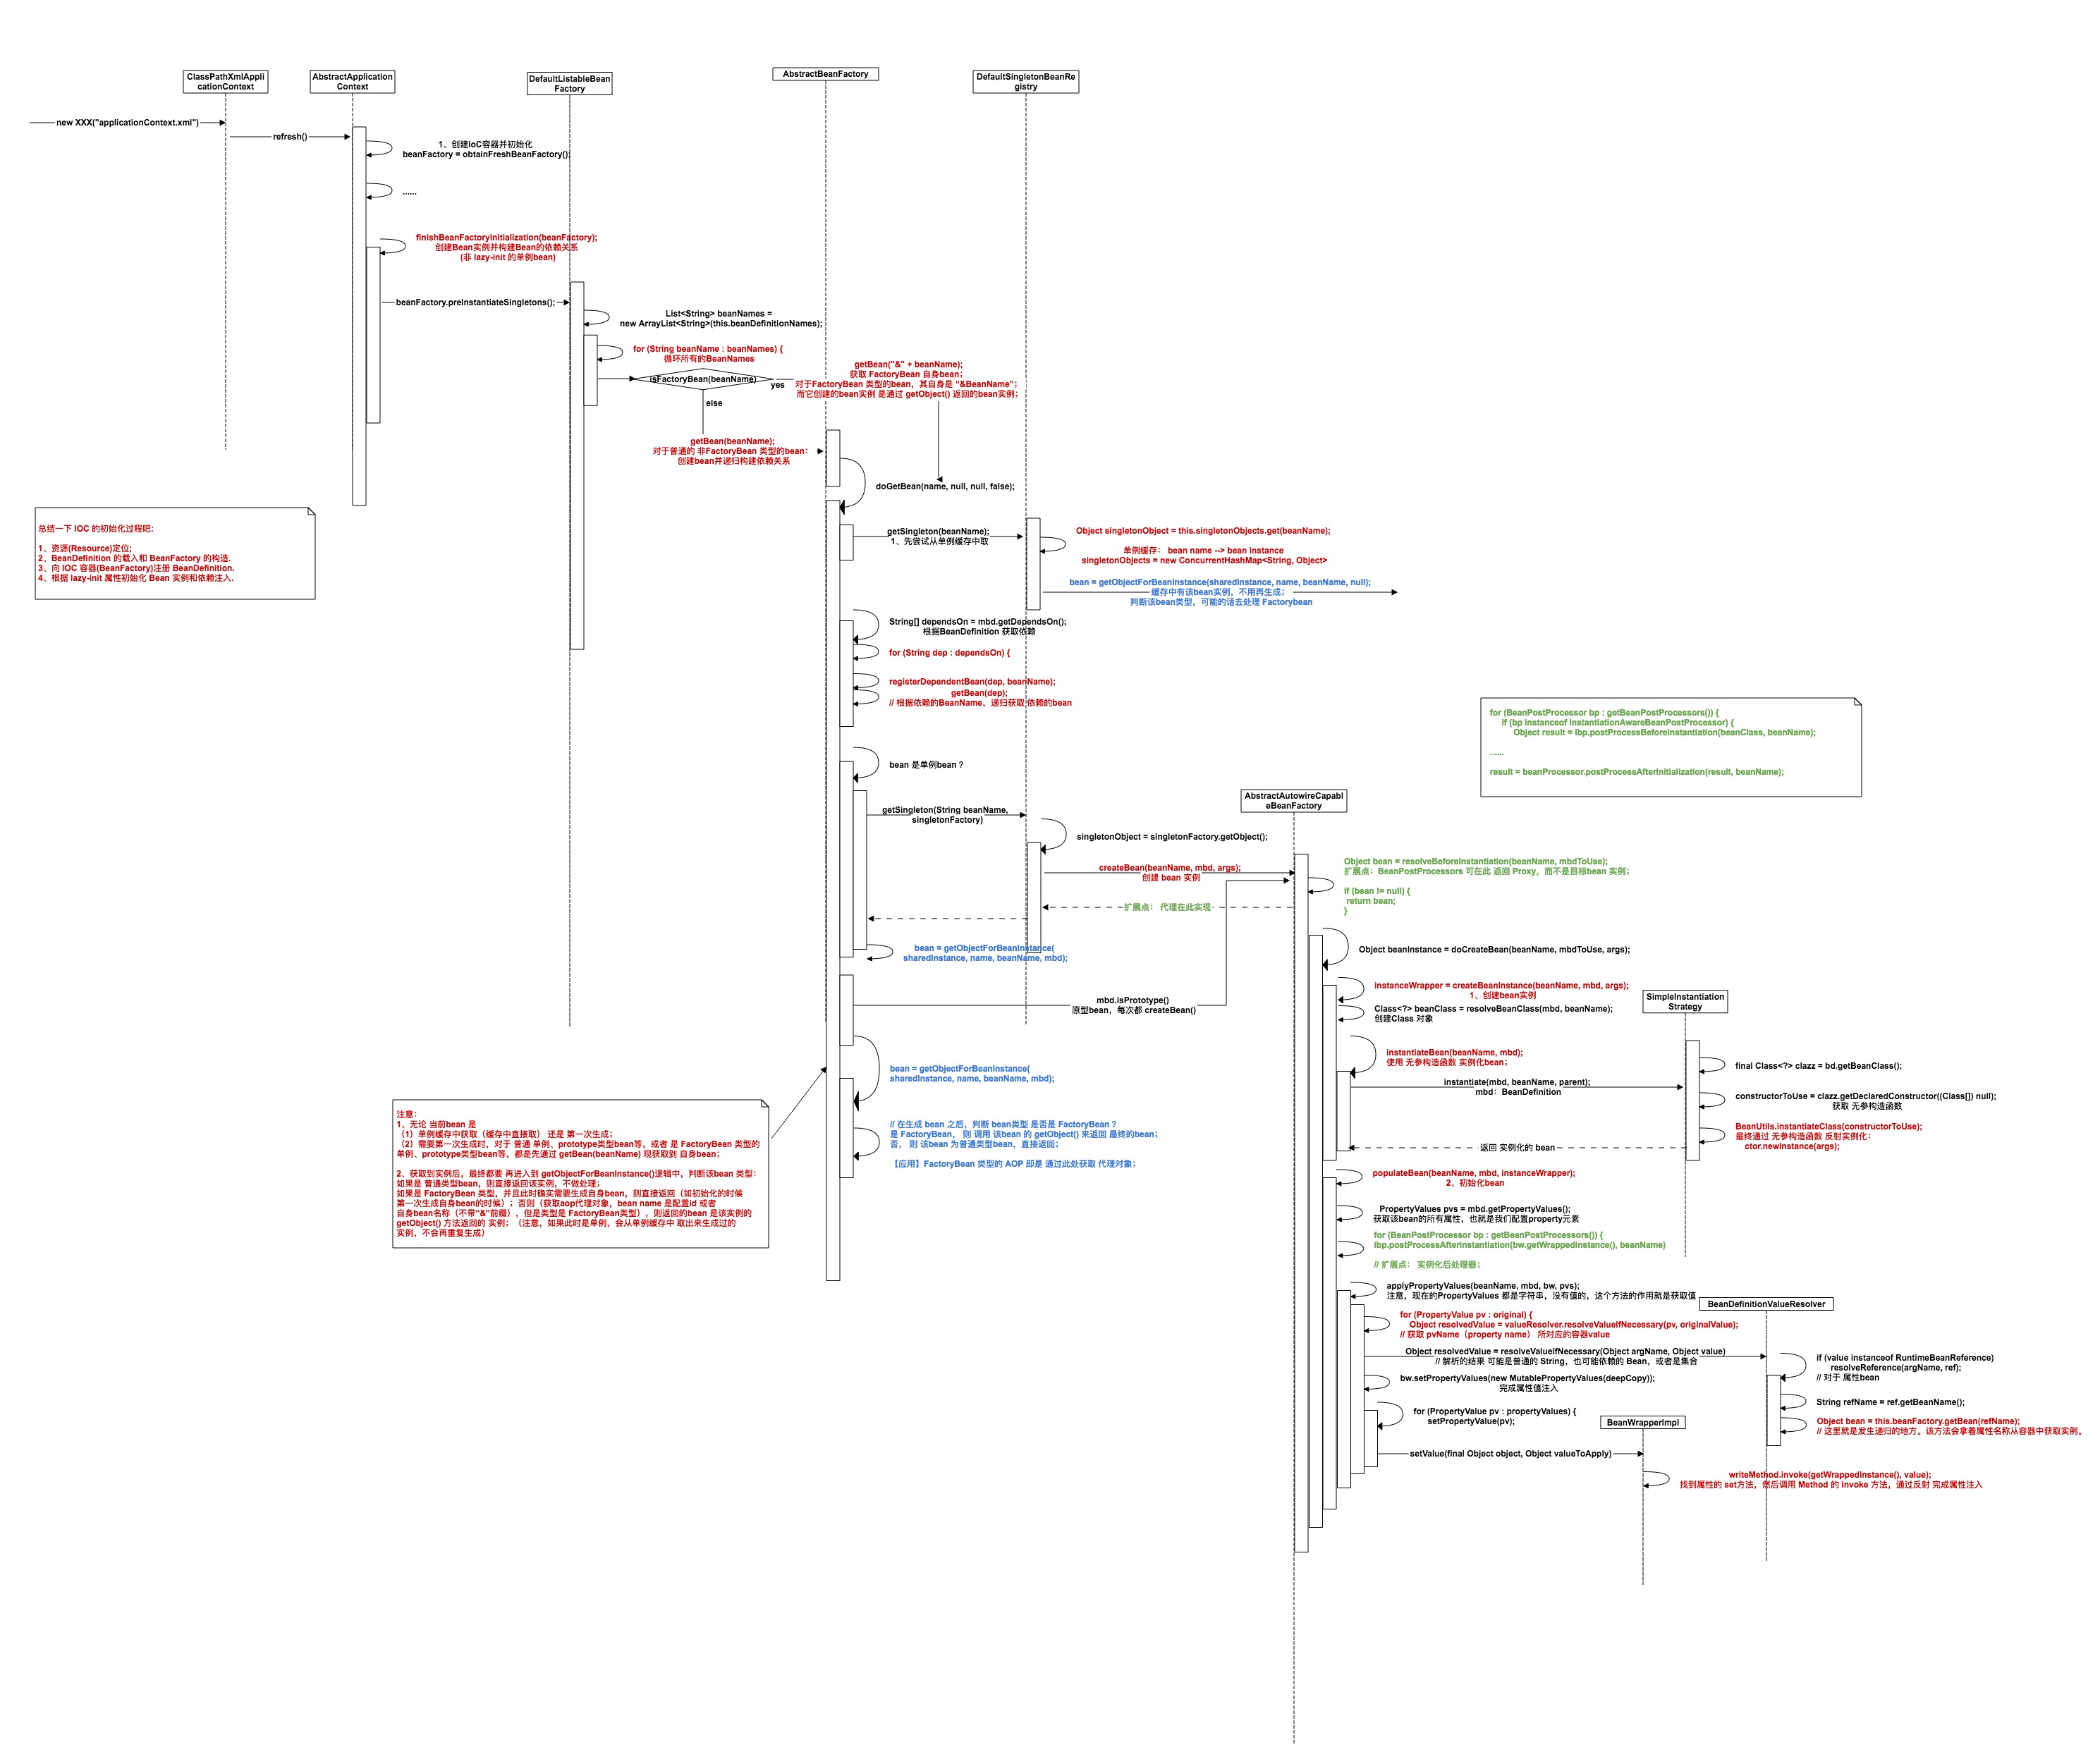 ClassPathXmlAppli
cationContext
AbstractApplication
Context
DefaultListableBean
Factory
AbstractBeanFactory
DefaultSingletonBeanRe
gistry
new XXX("applicationContext.xml")
refresh()
1、创建IoC容器并初始化
beanFactory = obtainFreshBeanFactory();
......
finishBeanFactoryInitialization(beanFactory);
创建Bean实例并构建Bean的依赖关系
(非 lazy-init 的单例bean)
beanFactory.preInstantiateSingletons();
List<String> beanNames =
new ArrayList<String>(this.beanDefinitionNames);
for (String beanName : beanNames) {
循环所有的BeanNames
isFactoryBean(beanName)
yes
else
getBean("&" + beanName);
获取 FactoryBean 自身bean；
对于FactoryBean 类型的bean，其自身是 "&BeanName"；
而它创建的bean实例 是通过 getObject() 返回的bean实例；
getBean(beanName);
对于普通的 非FactoryBean 类型的bean：
创建bean并递归构建依赖关系
doGetBean(name, null, null, false);
总结一下 IOC 的初始化过程吧:
1、资源(Resource)定位;
2、BeanDefinition 的载入和 BeanFactory 的构造.
3、向 IOC 容器(BeanFactory)注册 BeanDefinition.
4、根据 lazy-init 属性初始化 Bean 实例和依赖注入.
getSingleton(beanName);
1、先尝试从单例缓存中取
Object singletonObject = this.singletonObjects.get(beanName);
单例缓存： bean name --> bean instance
singletonObjects = new ConcurrentHashMap<String, Object>
bean = getObjectForBeanInstance(sharedInstance, name, beanName, null);
缓存中有该bean实例，不用再生成；
判断该bean类型，可能的话去处理 Factorybean
String[] dependsOn = mbd.getDependsOn();
根据BeanDefinition 获取依赖
for (String dep : dependsOn) {
registerDependentBean(dep, beanName);
getBean(dep);
// 根据依赖的BeanName，递归获取 依赖的bean
for (BeanPostProcessor bp : getBeanPostProcessors()) {
if (bp instanceof InstantiationAwareBeanPostProcessor) {
Object result = ibp.postProcessBeforeInstantiation(beanClass, beanName);
......
result = beanProcessor.postProcessAfterInitialization(result, beanName);
bean 是单例bean ?
AbstractAutowireCapabl
eBeanFactory
getSingleton(String beanName,
singletonFactory)
singletonObject = singletonFactory.getObject();
createBean(beanName, mbd, args);
创建 bean 实例
Object bean = resolveBeforeInstantiation(beanName, mbdToUse);
扩展点：BeanPostProcessors 可在此 返回 Proxy，而不是目标bean 实例；
if (bean != null) {
return bean;
}
扩展点： 代理在此实现
bean = getObjectForBeanInstance(
sharedInstance, name, beanName, mbd);
Object beanInstance = doCreateBean(beanName, mbdToUse, args);
mbd.isPrototype()
原型bean，每次都 createBean()
instanceWrapper = createBeanInstance(beanName, mbd, args);
1、创建bean实例
Class<?> beanClass = resolveBeanClass(mbd, beanName);
创建Class 对象
SimpleInstantiation
Strategy
instantiateBean(beanName, mbd);
使用 无参构造函数 实例化bean；
bean = getObjectForBeanInstance(
sharedInstance, name, beanName, mbd);
instantiate(mbd, beanName, parent);
mbd：BeanDefinition
final Class<?> clazz = bd.getBeanClass();
constructorToUse = clazz.getDeclaredConstructor((Class[]) null);
获取 无参构造函数
BeanUtils.instantiateClass(constructorToUse);
最终通过 无参构造函数 反射实例化：
ctor.newInstance(args);
返回 实例化的 bean
注意：
1、无论 当前bean 是
（1）单例缓存中获取（缓存中直接取） 还是 第一次生成；
（2）需要第一次生成时，对于 普通 单例、prototype类型bean等，或者 是 FactoryBean 类型的
单例、prototype类型bean等，都是先通过 getBean(beanName) 现获取到 自身bean；
2、获取到实例后，最终都要 再进入到 getObjectForBeanInstance()逻辑中，判断该bean 类型：
如果是 普通类型bean，则直接返回该实例，不做处理；
如果是 FactoryBean 类型，并且此时确实需要生成自身bean，则直接返回（如初始化的时候
第一次生成自身bean的时候）；否则（获取aop代理对象，bean name 是配置id 或者
自身bean名称（不带"&"前缀），但是类型是 FactoryBean类型），则返回的bean 是该实例的
getObject() 方法返回的 实例；（注意，如果此时是单例，会从单例缓存中 取出来生成过的
实例，不会再重复生成）
// 在生成 bean 之后，判断 bean类型 是否是 FactoryBean ?
是 FactoryBean， 则 调用 该bean 的 getObject() 来返回 最终的bean；
否， 则 该bean 为普通类型bean，直接返回；
【应用】FactoryBean 类型的 AOP 即是 通过此处获取 代理对象；
populateBean(beanName, mbd, instanceWrapper);
2、初始化bean
PropertyValues pvs = mbd.getPropertyValues();
获取该bean的所有属性，也就是我们配置property元素
for (BeanPostProcessor bp : getBeanPostProcessors()) {
ibp.postProcessAfterInstantiation(bw.getWrappedInstance(), beanName)
// 扩展点： 实例化后处理器；
applyPropertyValues(beanName, mbd, bw, pvs);
注意，现在的PropertyValues 都是字符串，没有值的，这个方法的作用就是获取值
BeanDefinitionValueResolver
for (PropertyValue pv : original) {
Object resolvedValue = valueResolver.resolveValueIfNecessary(pv, originalValue);
// 获取 pvName（property name） 所对应的容器value
Object resolvedValue = resolveValueIfNecessary(Object argName, Object value)
// 解析的结果 可能是普通的 String，也可能依赖的 Bean，或者是集合
if (value instanceof RuntimeBeanReference)
resolveReference(argName, ref);
// 对于 属性bean
bw.setPropertyValues(new MutablePropertyValues(deepCopy));
完成属性值注入
String refName = ref.getBeanName();
for (PropertyValue pv : propertyValues) {
setPropertyValue(pv);
BeanWrapperImpl
Object bean = this.beanFactory.getBean(refName);
// 这里就是发生递归的地方。该方法会拿着属性名称从容器中获取实例。
setValue(final Object object, Object valueToApply)
writeMethod.invoke(getWrappedInstance(), value);
找到属性的 set方法，然后调用 Method 的 invoke 方法，通过反射 完成属性注入